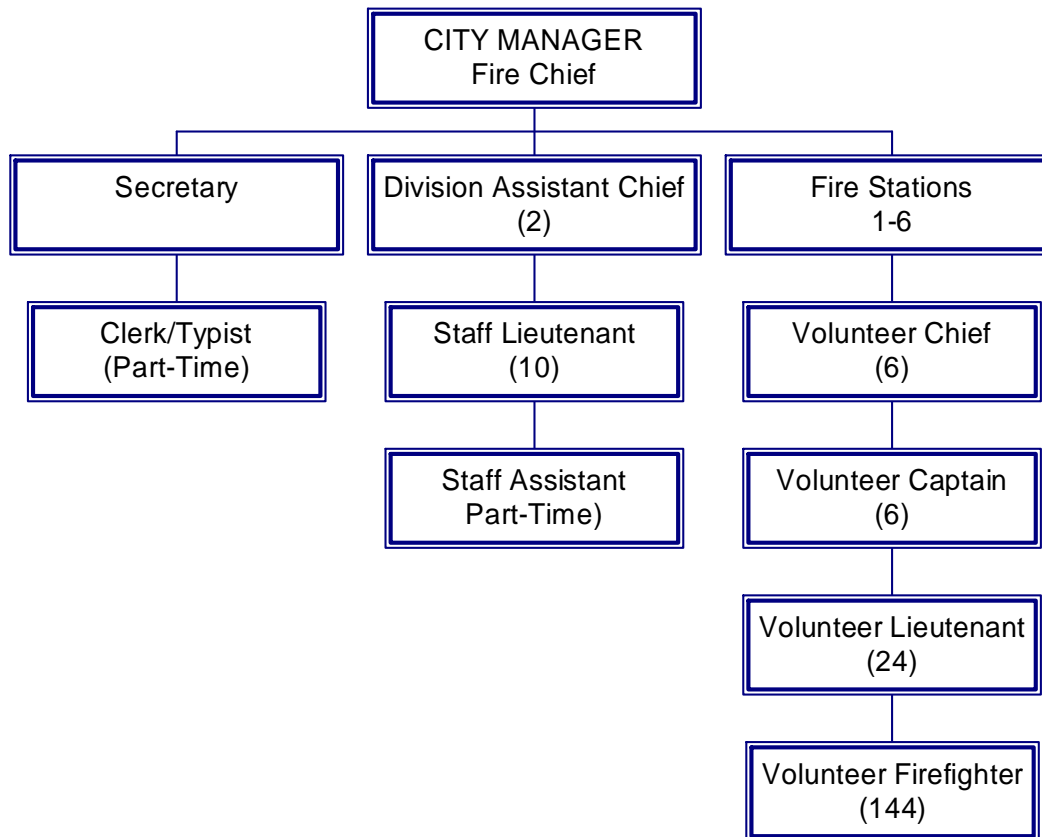 CITY MANAGER
Fire Chief
Secretary
Division Assistant Chief
(2)
Fire Stations
1-6
Clerk/Typist
(Part-Time)
Staff Lieutenant
(10)
Volunteer Chief
(6)
Staff Assistant
Part-Time)
Volunteer Captain
(6)
Volunteer Lieutenant
(24)
Volunteer Firefighter
(144)